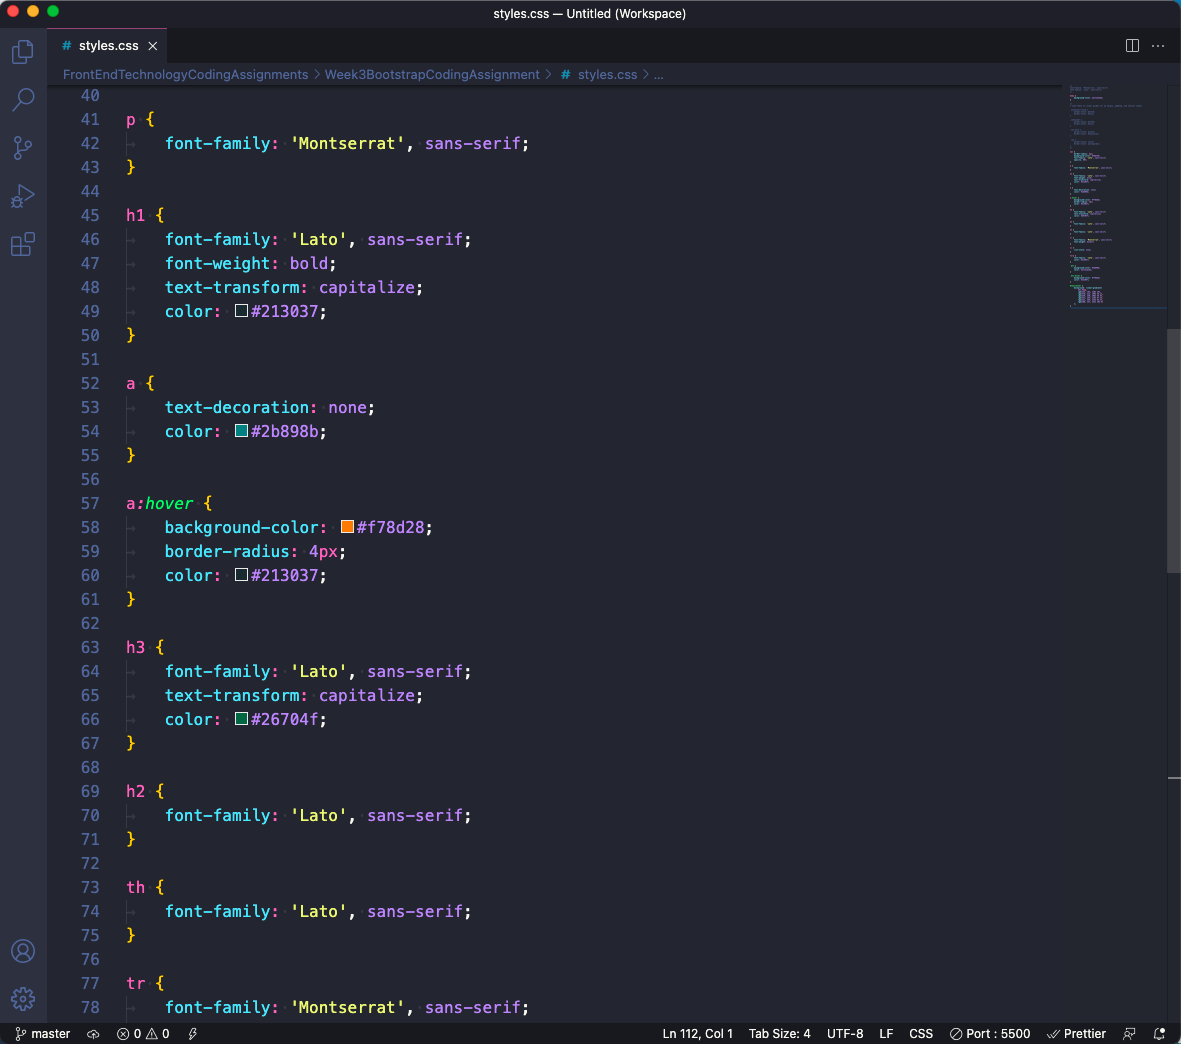 styles.css — Untitled (Workspace)
# styles.css ×
FrontEndTechnologyCodingAssignments > Week3BootstrapCodingAssignment > # styles.css > ...
40
41 p {
42 font-family: 'Montserrat', sans-serif;
43 }
44
45 h1 {
46 font-family: 'Lato', sans-serif;
47 font-weight: bold;
48 text-transform: capitalize;
49 color: #213037;
50 }
51
52 a {
53 text-decoration: none;
54 color: #2b898b;
55 }
56
57 a:hover {
58 background-color: #f78d28;
59 border-radius: 4px;
60 color: #213037;
61 }
62
63 h3 {
64 font-family: 'Lato', sans-serif;
65 text-transform: capitalize;
66 color: #26704f;
67 }
68
69 h2 {
70 font-family: 'Lato', sans-serif;
71 }
72
73 th {
74 font-family: 'Lato', sans-serif;
75 }
76
77 tr {
78 font-family: 'Montserrat', sans-serif;
master 0 0 Ln 112, Col 1 Tab Size: 4 UTF-8 LF CSS Port : 5500 Prettier